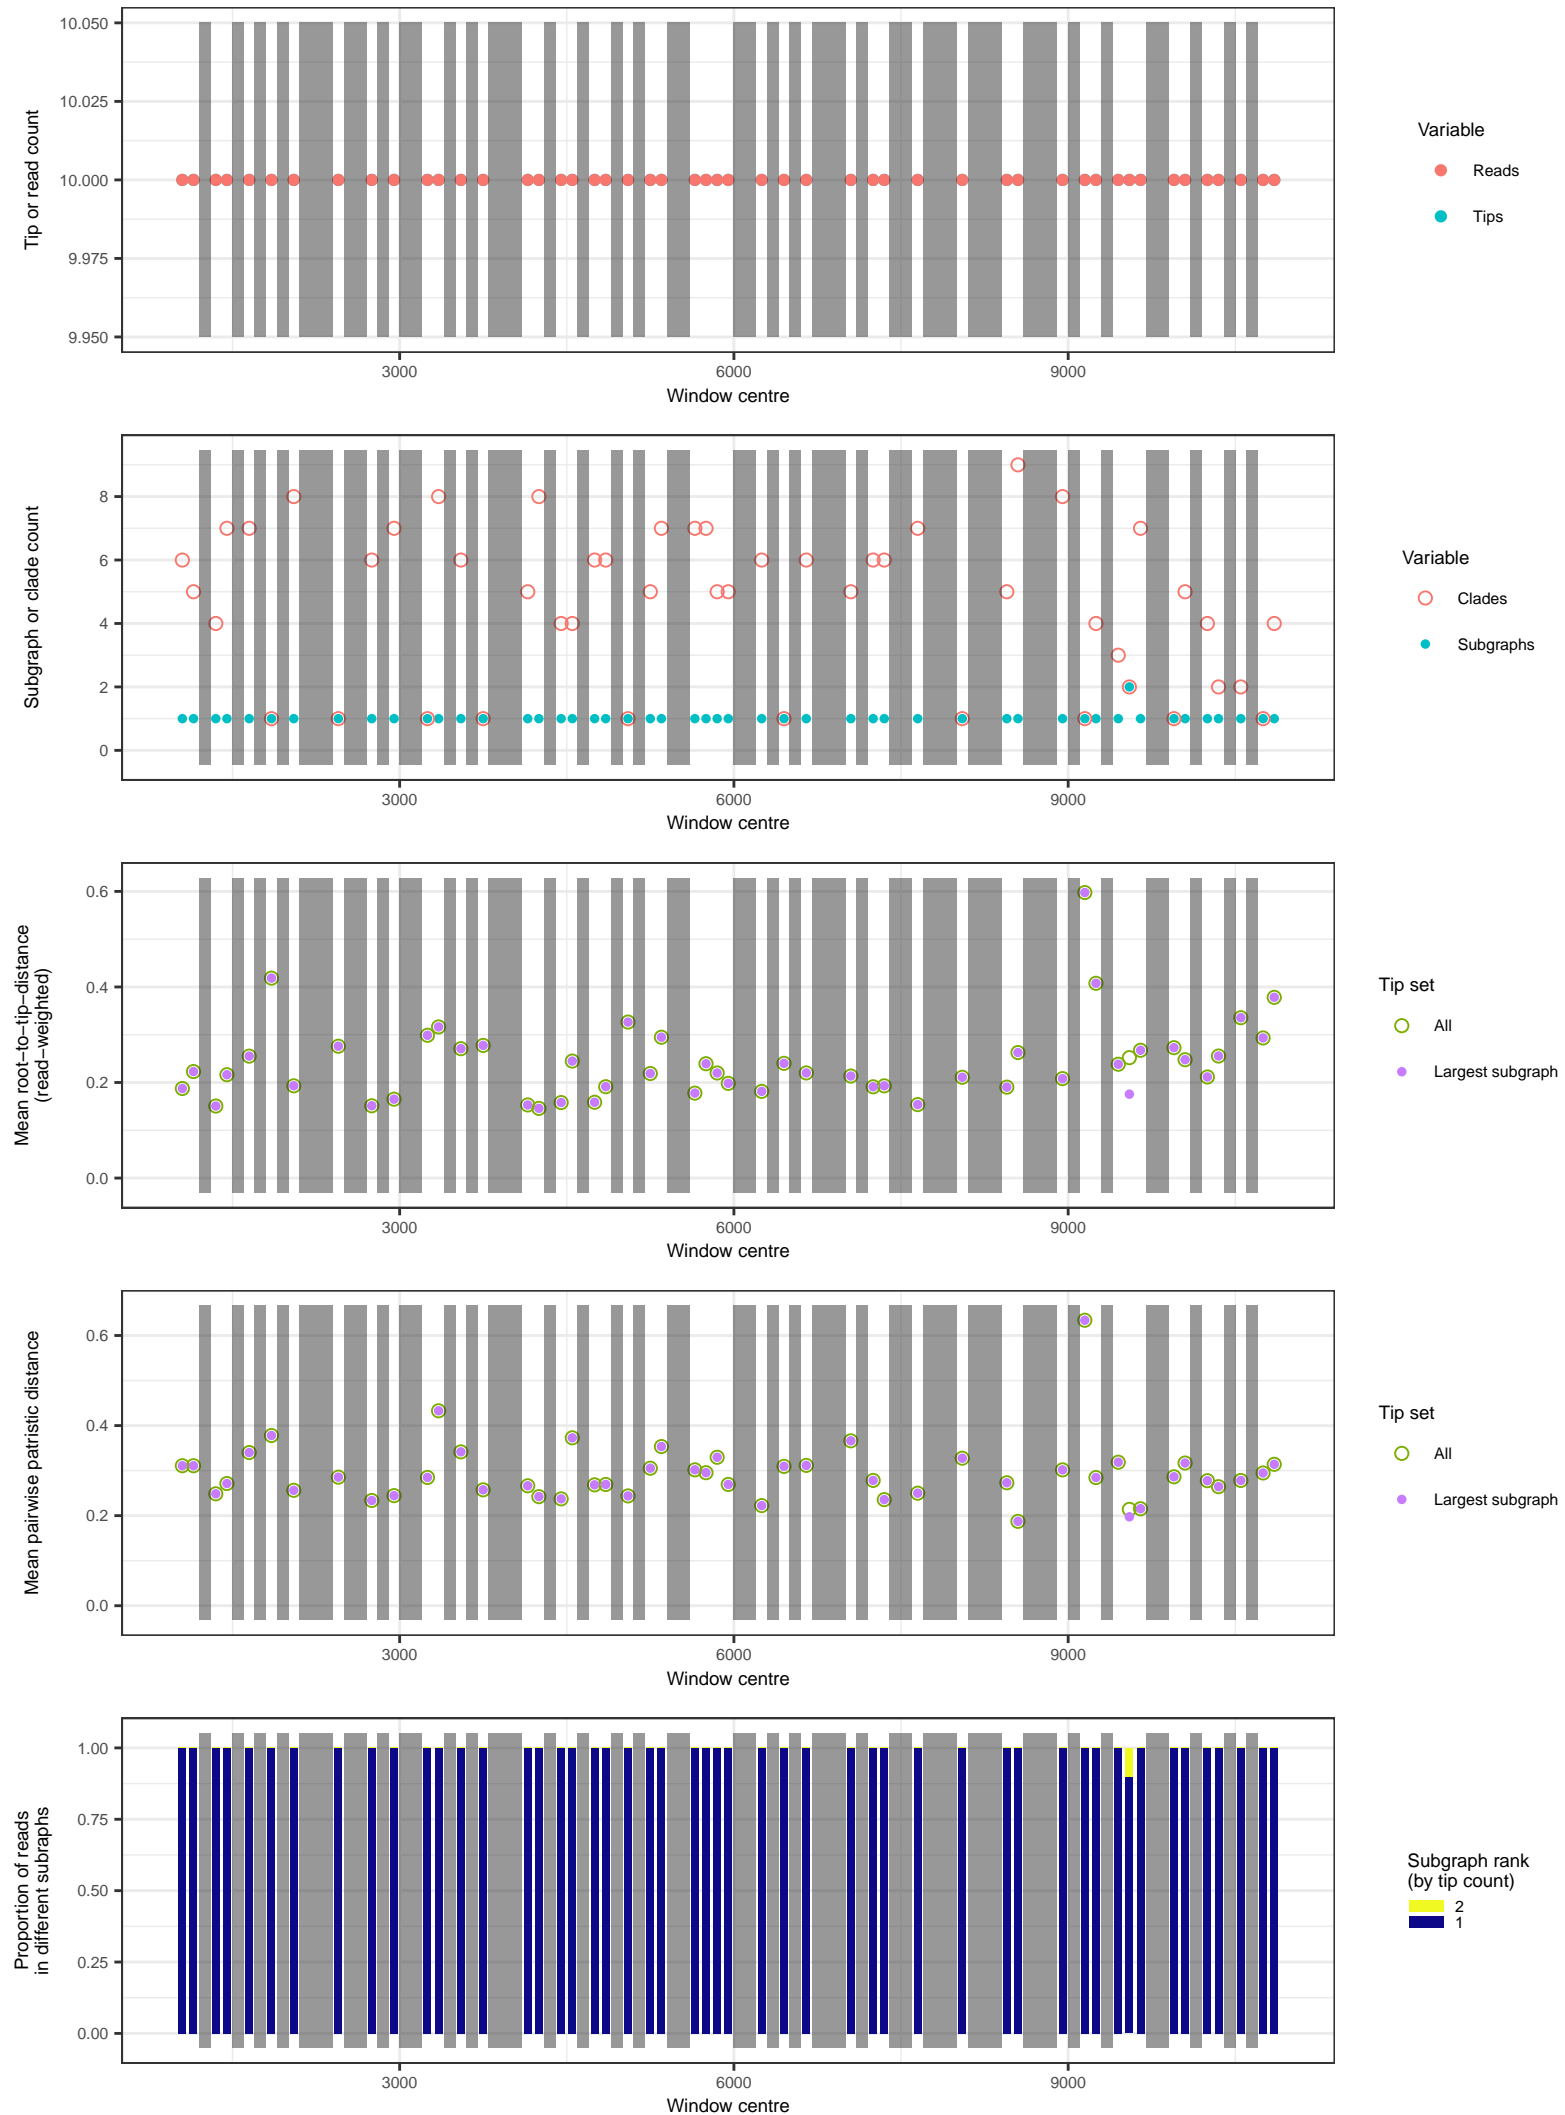 10.050
10.025
10.000
9.975
9.950
Tip or read count
3000
6000
9000
Window centre
Variable
Reads
Tips
8
6
4
2
0
Subgraph or clade count
3000
6000
9000
Window centre
Variable
Clades
Subgraphs
0.6
0.4
0.2
0.0
Mean root−to−tip−distance
(read−weighted)
3000
6000
9000
Window centre
Tip set
All
Largest subgraph
0.6
0.4
0.2
0.0
Mean pairwise patristic distance
3000
6000
9000
Window centre
Tip set
All
Largest subgraph
1.00
0.75
0.50
0.25
0.00
Proportion of reads
in different subraphs
3000
6000
9000
Window centre
Subgraph rank
(by tip count)
2
1